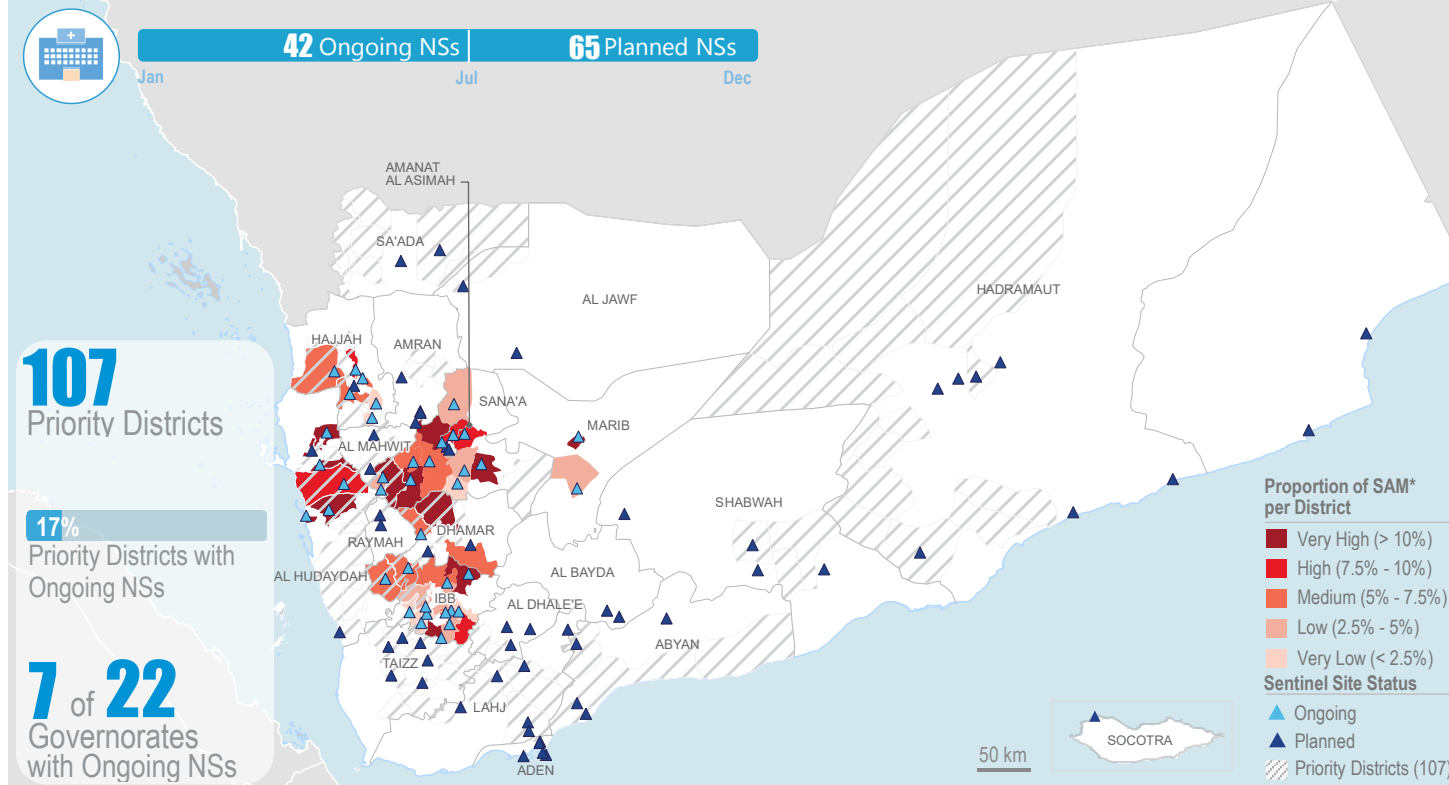 42 Ongoing NSs
65 Planned NSs
Jan
Jul
Dec
AMANAT
AL ASIMAH
SA'ADA
HADRAMAUT
AL JAWF
HAJJAH
AMRAN
107
Priority Districts
SANA'A
MARIB
AL MAHWIT
SHABWAH
17%
Priority Districts with
Ongoing NSs
DHAMAR
RAYMAH
AL HUDAYDAH
AL BAYDA
IBB
AL DHALE'E
ABYAN
TAIZZ
7 of 22
Governorates
with Ongoing NSs
LAHJ
ADEN
50 km
SOCOTRA
Proportion of SAM*
per District
Very High (> 10%)
High (7.5% - 10%)
Medium (5% - 7.5%)
Low (2.5% - 5%)
Very Low (< 2.5%)
Sentinel Site Status
Ongoing
Planned
Priority Districts (107)